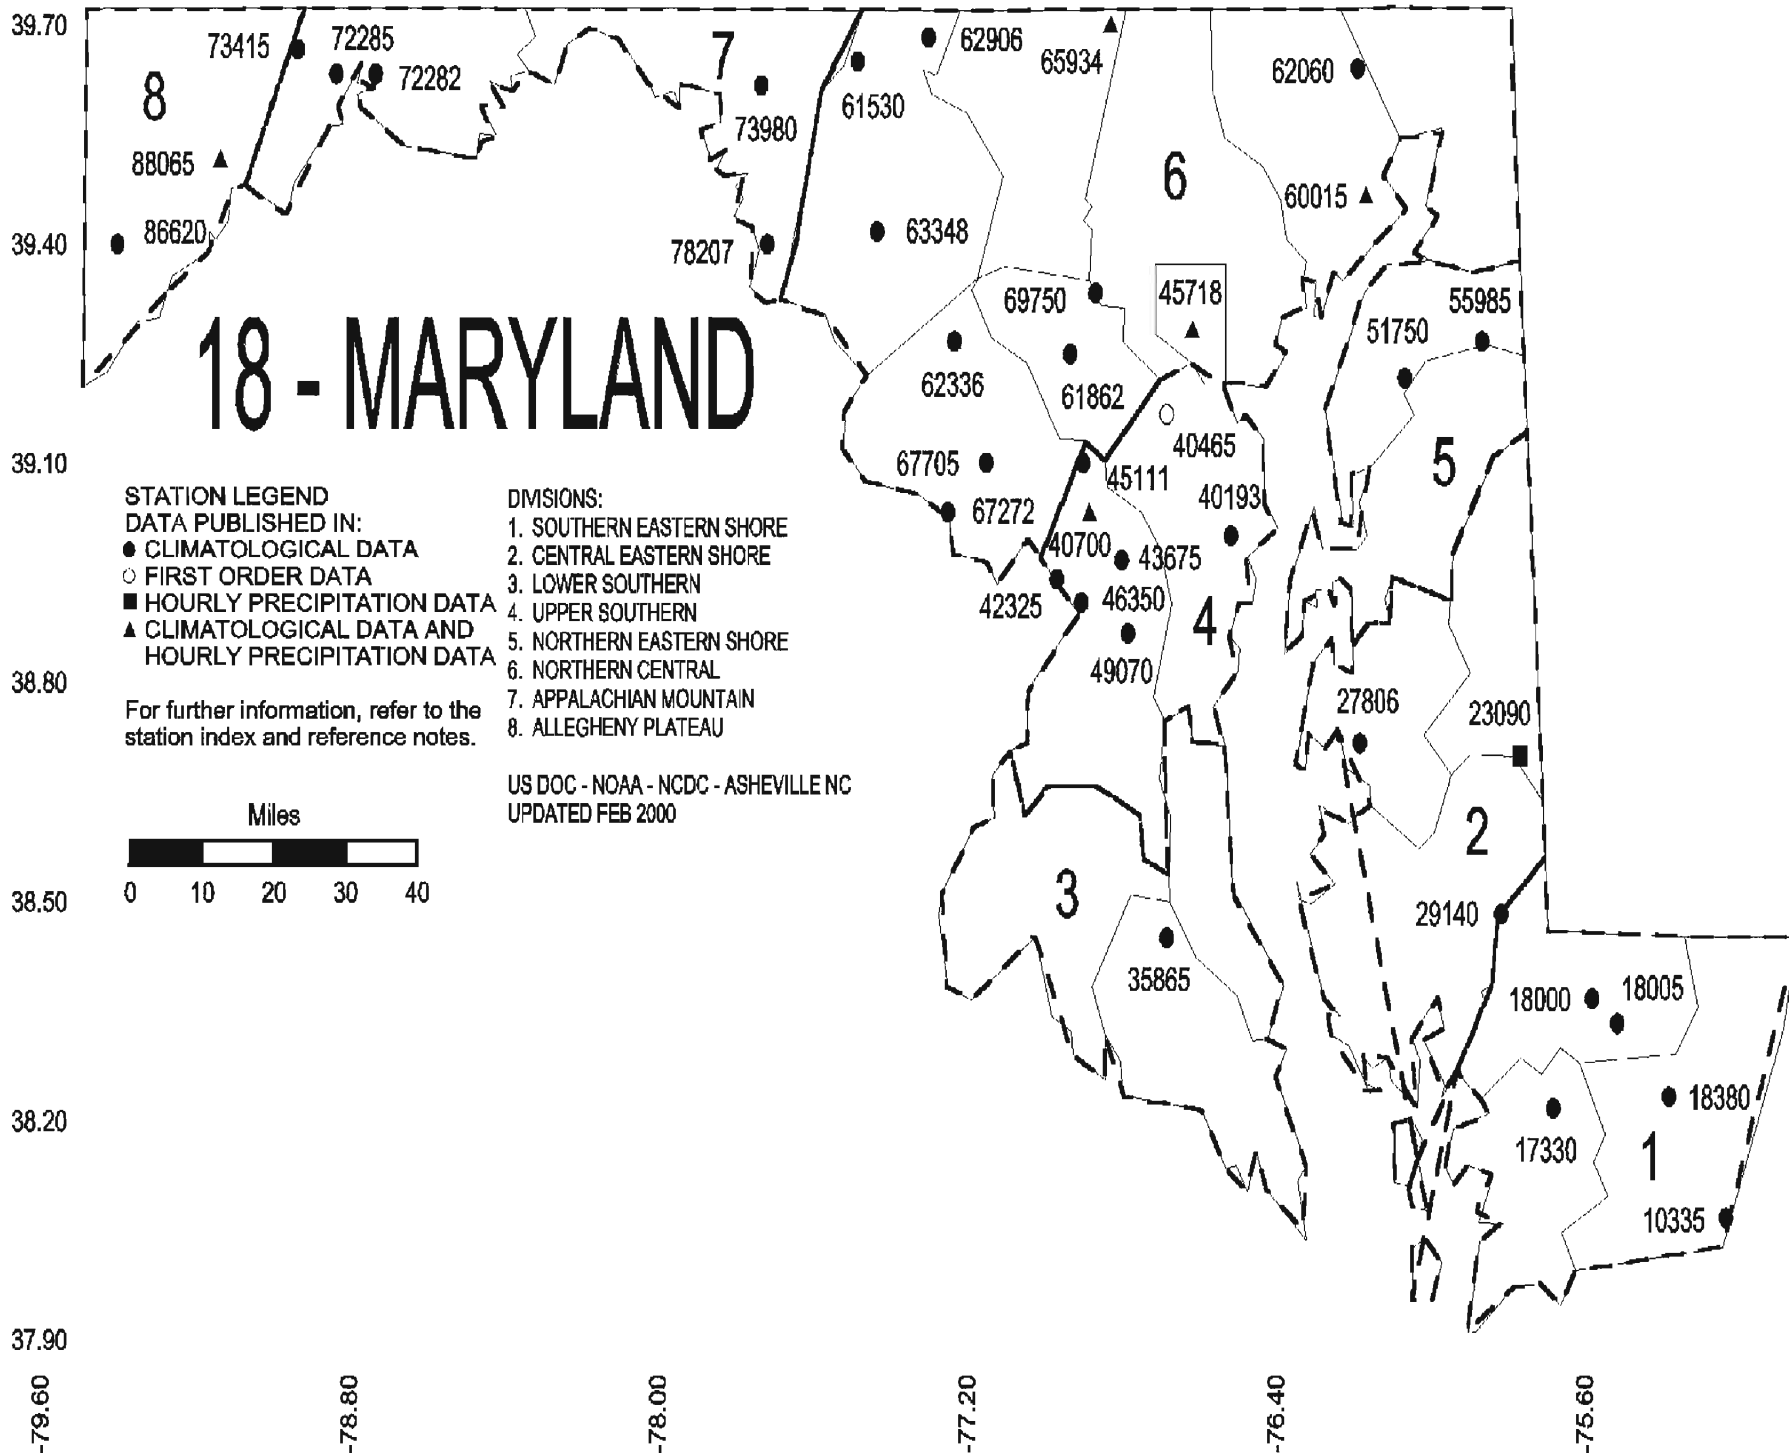 39.70
73415
72285
72282
7
62906
65934
62060
8
61530
73980
88065
6
60015
86620
39.40
78207
63348
69750
45718
55985
51750
18 - MARYLAND
62336
61862
40465
39.10
67705
45111
5
67272
40193
40700
43675
42325
46350
4
49070
STATION LEGEND
DATA PUBLISHED IN:
CLIMATOLOGICAL DATA
FIRST ORDER DATA
HOURLY PRECIPITATION DATA
CLIMATOLOGICAL DATA AND
HOURLY PRECIPITATION DATA
For further information, refer to the
station index and reference notes.
DIVISIONS:
1. SOUTHERN EASTERN SHORE
2. CENTRAL EASTERN SHORE
3. LOWER SOUTHERN
4. UPPER SOUTHERN
5. NORTHERN EASTERN SHORE
6. NORTHERN CENTRAL
7. APPALACHIAN MOUNTAIN
8. ALLEGHENY PLATEAU
US DOC - NOAA - NCDC - ASHEVILLE NC
UPDATED FEB 2000
38.80
27806
23090
Miles
0 10 20 30 40
2
38.50
3
29140
35865
18000
18005
38.20
18380
17330
1
10335
37.90
-79.60
-78.80
-78.00
-77.20
-76.40
-75.60